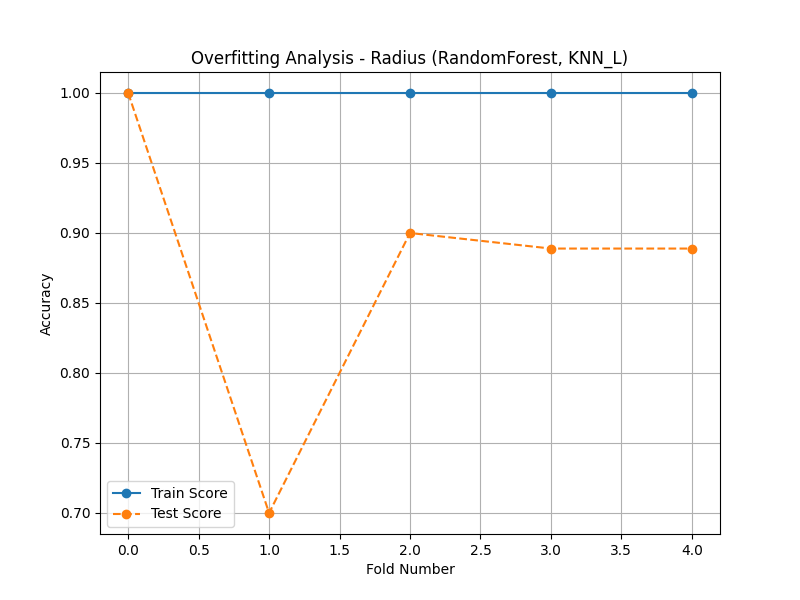 Overfitting Analysis - Radius (RandomForest, KNN_L)
1.00
0.95
0.90
0.85
0.80
0.75
0.70
Accuracy
Train Score
Test Score
0.0 0.5 1.0 1.5 2.0 2.5 3.0 3.5 4.0
Fold Number